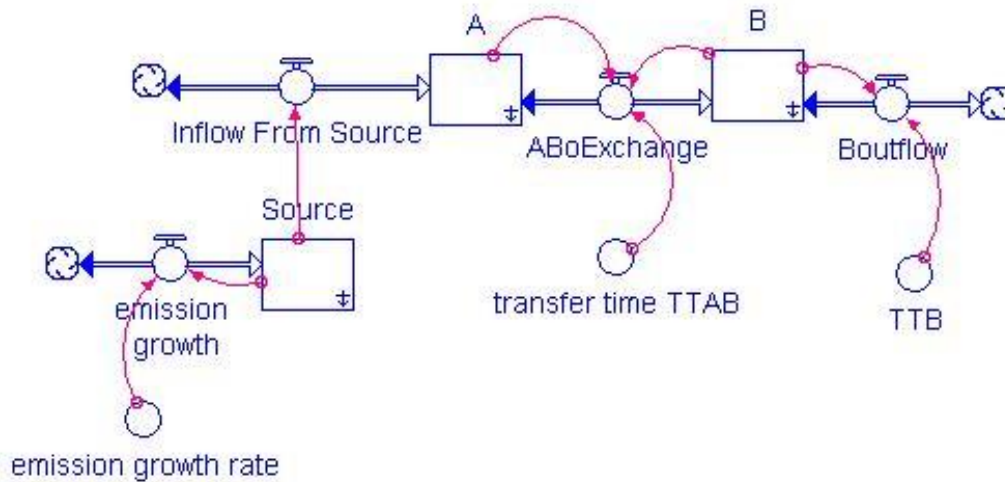 A
B
Inflow From Source
ABoExchange
Boutflow
Source
emission
growth
transfer time TTAB
TTB
emission growth rate